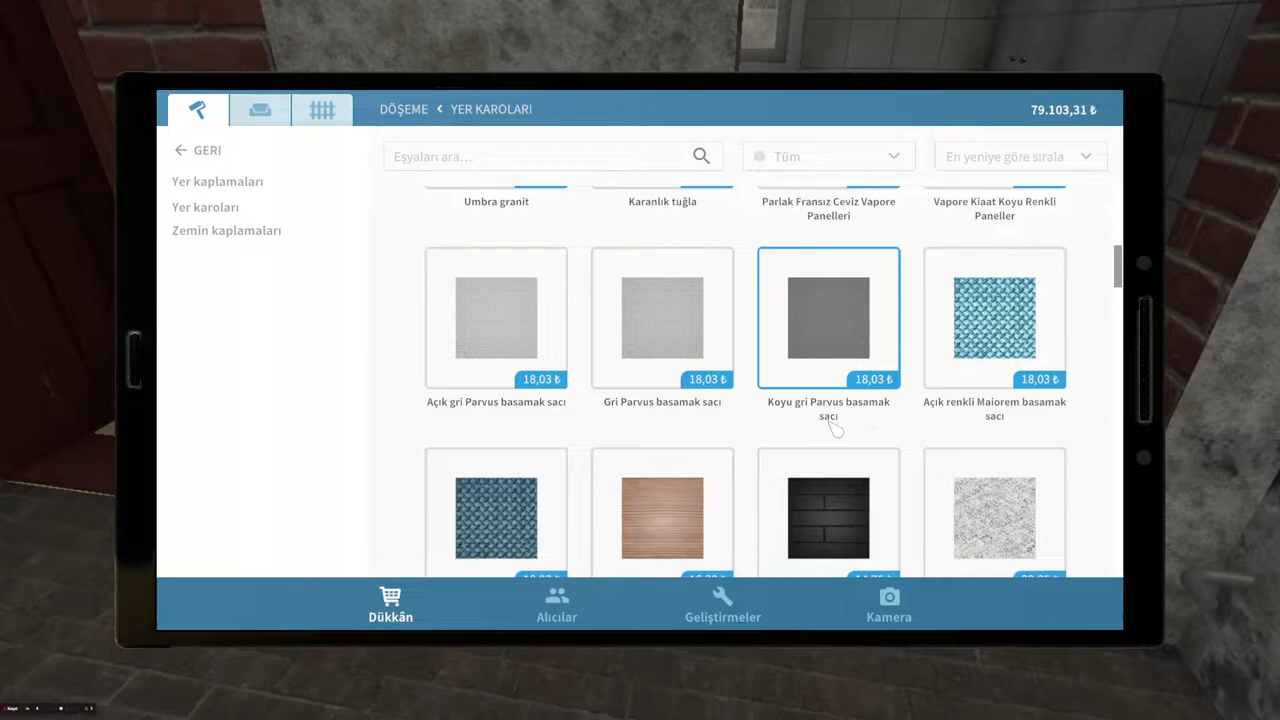 DÖŞEME < YER KAROLARI
79.103,31 ₺
GERI
Eşyaları ara...
Tüm
En yeniye göre sırala
Yer kaplamaları
Yer karoları
Zemin kaplamaları
Umbra granit
Karanlık tuğla
Parlak Fransız Ceviz Vapore
Panelleri
Vapore Kiaat Koyu Renkli
Paneller
18,03 ₺
18,03 ₺
18,03 ₺
18,03 ₺
Açık gri Parvus basamak sacı
Gri Parvus basamak sacı
Koyu gri Parvus basamak
sacı
Açık renkli Maiorem basamak
sacı
Dükkân
Alıcılar
Geliştirmeler
Kamera